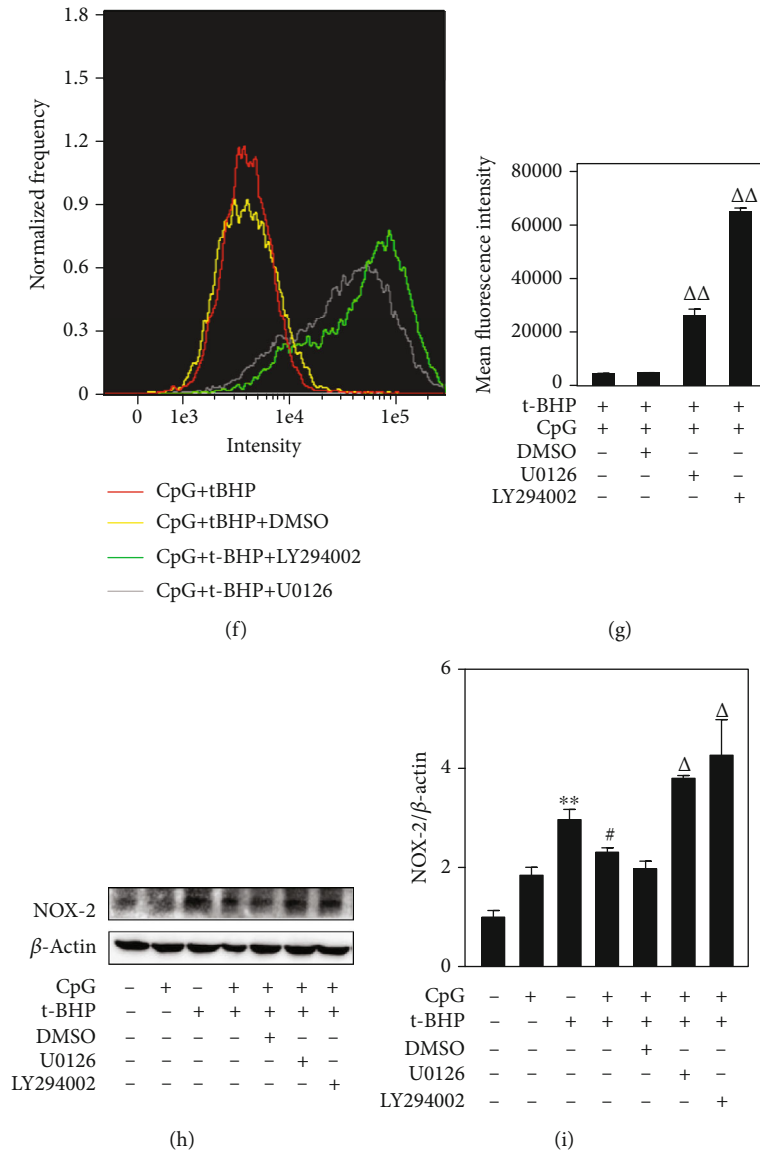 1.8
1.5
1.2
0.9
0.6
0.3
0
Normalized frequency
0 1e3 1e4 1e5
Intensity
CpG+tBHP
CpG+tBHP+DMSO
CpG+t-BHP+LY294002
CpG+t-BHP+U0126
(f)
80000
60000
40000
20000
0
Mean fluorescence intensity
ΔΔ
ΔΔ
t-BHP + + + +
CpG + + + +
DMSO – + – –
U0126 – – + –
LY294002 – – – +
(g)
NOX-2
β-Actin
CpG – + – + + + +
t-BHP – – + + + + +
DMSO – – – – + – –
U0126 – – – – – + –
LY294002 – – – – – – +
(h)
6
4
2
0
NOX-2/β-actin
**
#
Δ
Δ
CpG – + – + + + +
t-BHP – – + + + + +
DMSO – – – – + – –
U0126 – – – – – + –
LY294002 – – – – – – +
(i)